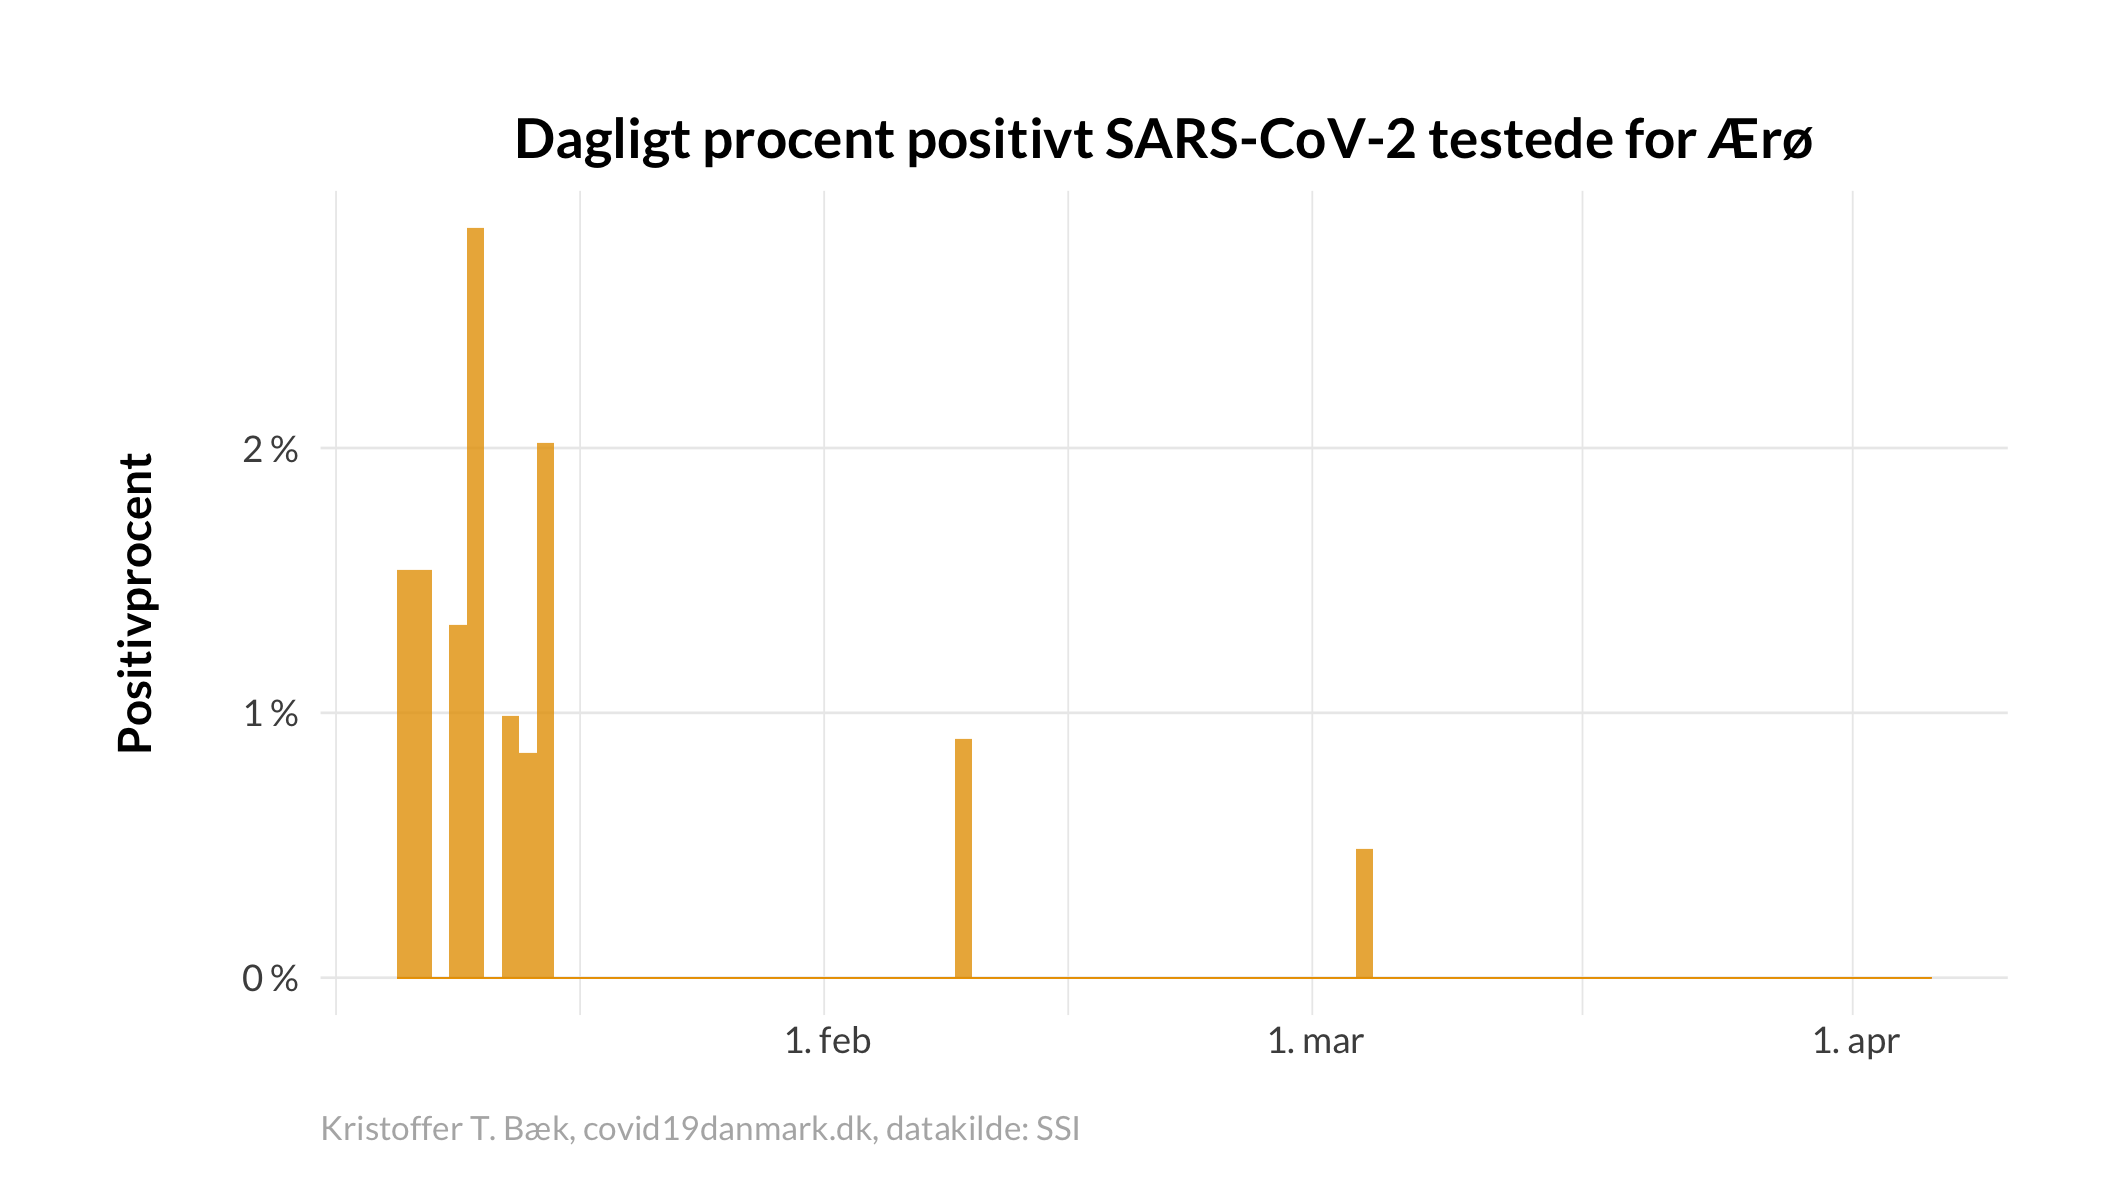 Dagligt procent positivt SARS-CoV-2 testede for Ærø
Positivprocent
2 %
1 %
0 %
1. feb
1. mar
1. apr
Kristoffer T. Bæk, covid19danmark.dk, datakilde: SSI